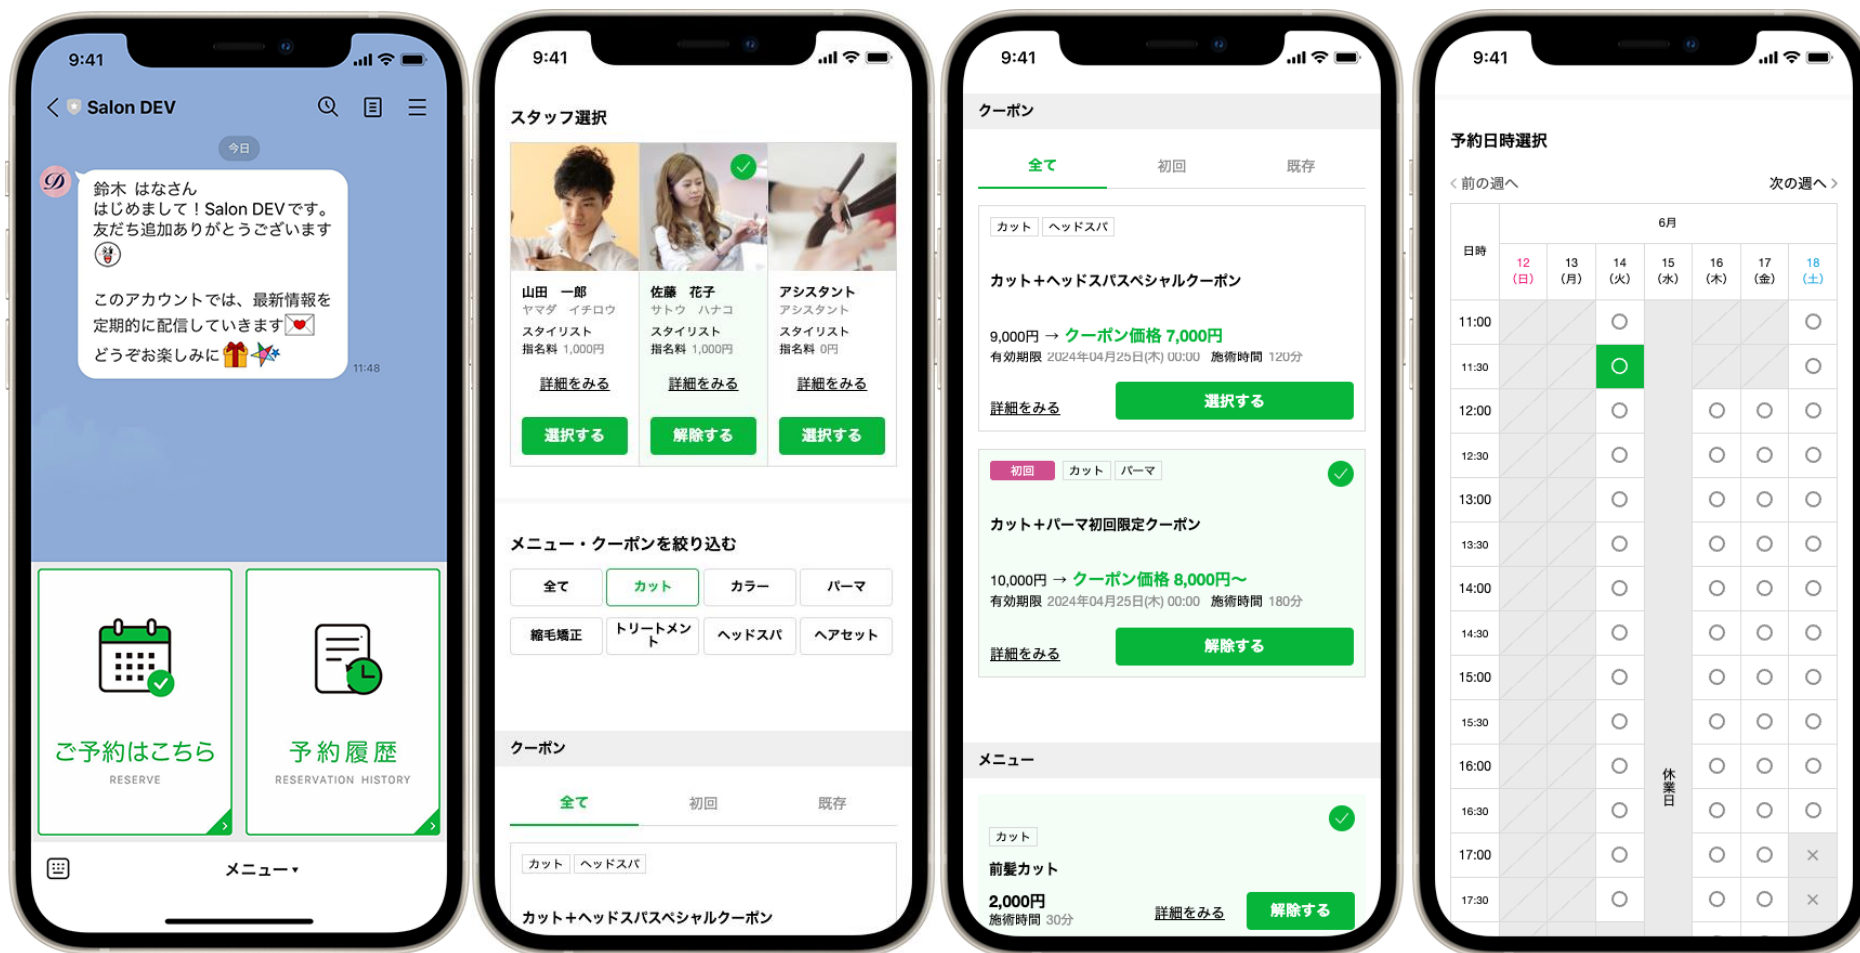 9:41
Salon DEV
今日
鈴木 はなさん
はじめまして！Salon DEVです。
友だち追加ありがとうございます
このアカウントでは、最新情報を
定期的に配信していきます
どうぞお楽しみに
11:48
ご予約はこちら
RESERVE
予約履歴
RESERVATION HISTORY
メニュー▾
9:41
スタッフ選択
山田 一郎
ヤマダ イチロウ
スタイリスト
指名料 1,000円
詳細をみる
選択する
佐藤 花子
サトウ ハナコ
スタイリスト
指名料 1,000円
詳細をみる
解除する
アシスタント
アシスタント
スタイリスト
指名料 0円
詳細をみる
選択する
メニュー・クーポンを絞り込む
全て カット カラー パーマ
縮毛矯正 トリートメント ヘッドスパ ヘアセット
クーポン
全て 初回 既存
カット ヘッドスパ
カット＋ヘッドスパスペシャルクーポン
9:41
クーポン
全て 初回 既存
カット ヘッドスパ
カット＋ヘッドスパスペシャルクーポン
9,000円 → クーポン価格 7,000円
有効期限 2024年04月25日(木) 00:00 施術時間 120分
詳細をみる 選択する
初回 カット パーマ
カット＋パーマ初回限定クーポン
10,000円 → クーポン価格 8,000円〜
有効期限 2024年04月25日(木) 00:00 施術時間 180分
詳細をみる 解除する
メニュー
カット
前髪カット
2,000円
施術時間 30分
詳細をみる 解除する
9:41
予約日時選択
前の週へ 次の週へ
6月
日時
12 13 14 15 16 17 18
(日) (月) (火) (水) (木) (金) (土)
11:00
11:30
12:00
12:30
13:00
13:30
14:00
14:30
15:00
15:30
16:00
休業日
16:30
17:00
17:30